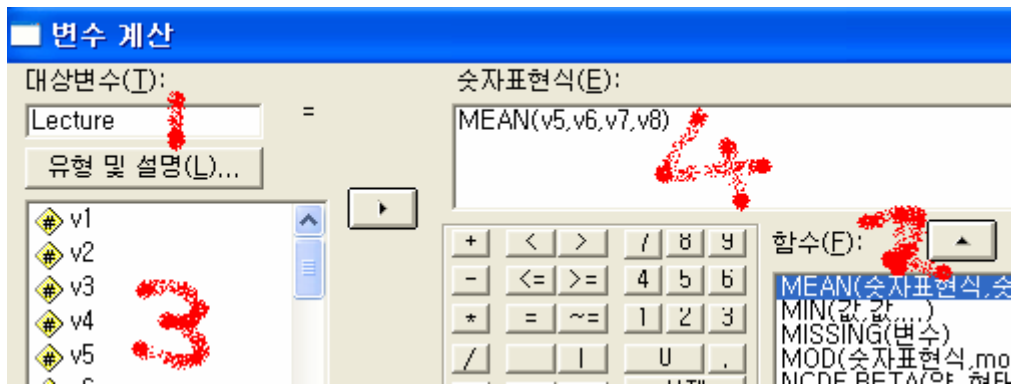 변수 계산
대상변수(T):
Lecture
1
=
유형 및 설명(L)...
숫자표현식(E):
MEAN(v5,v6,v7,v8)
4
v1
v2
v3
v4
v5
3
+ < > 7 8 9
- <= >= 4 5 6
* = ~= 1 2 3
/ | 0 .
함수(F):
2
MEAN(숫자표현식,숫
MIN(값,값,...)
MISSING(변수)
MOD(숫자표현식,mo